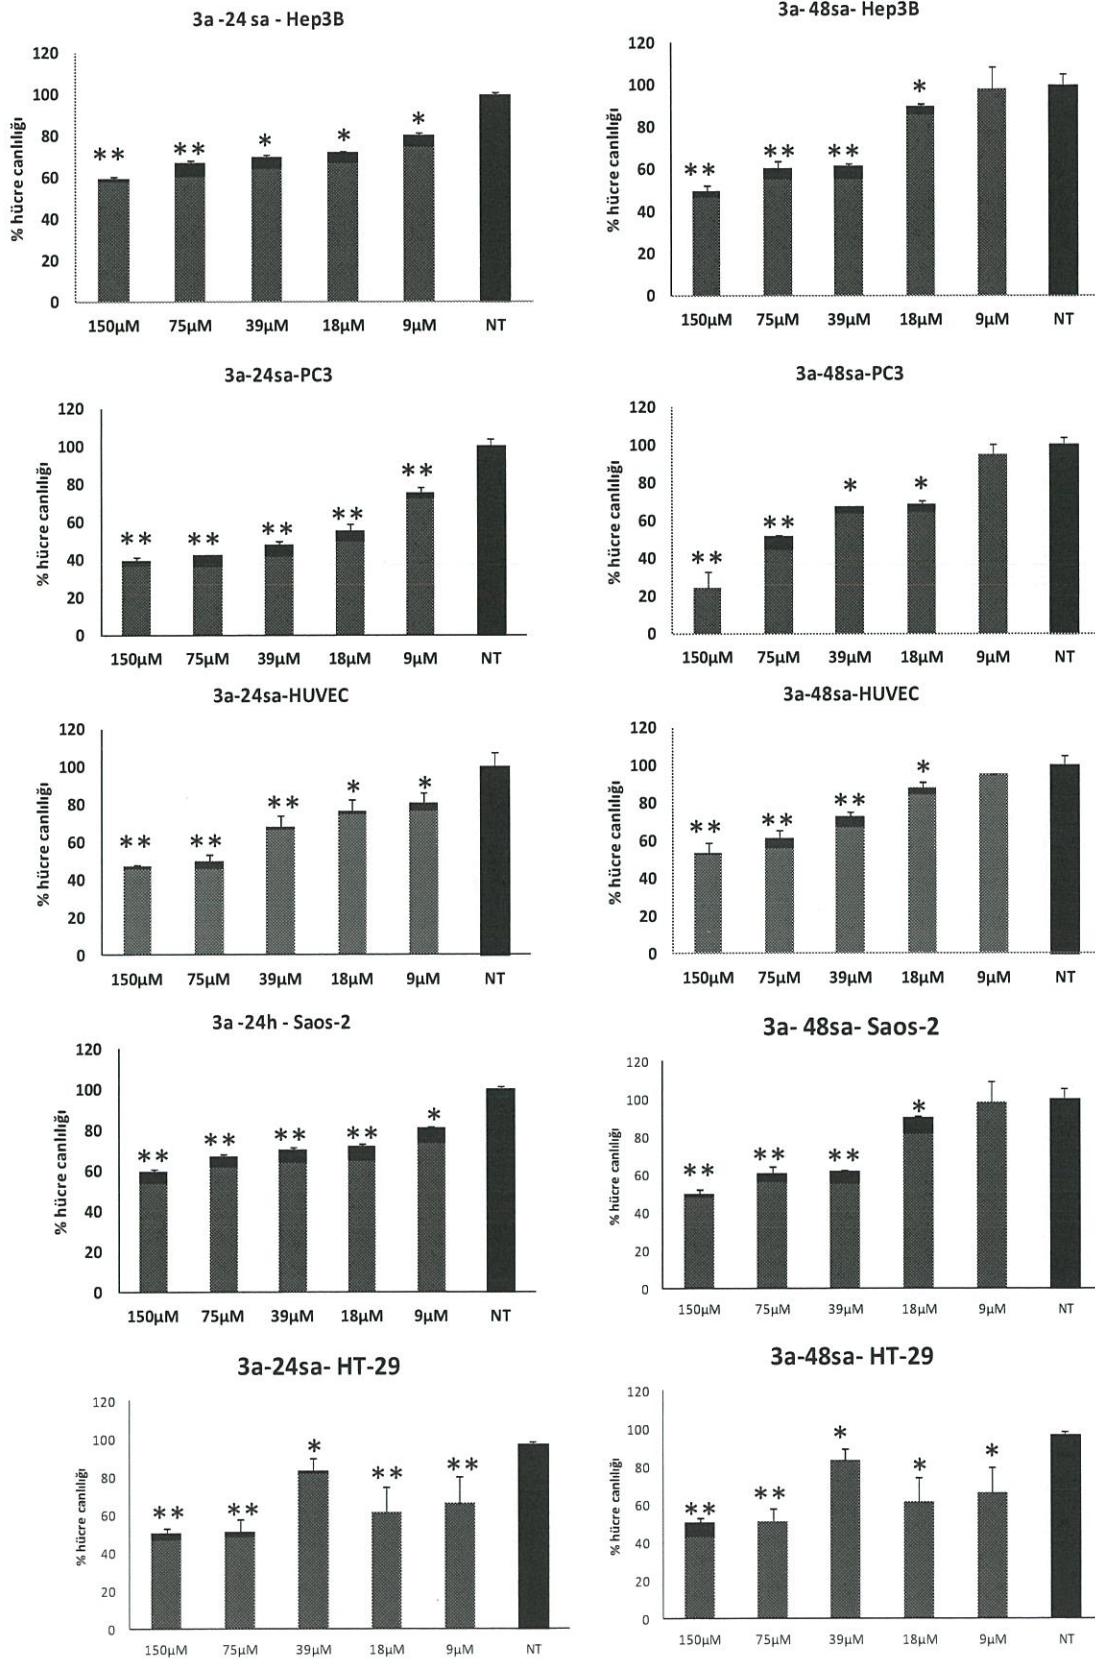 3a -24 sa - Hep3B
% hücre canlılığı
120
100
80
60
40
20
0
** ** * * *
150µM 75µM 39µM 18µM 9µM NT
3a- 48sa- Hep3B
% hücre canlılığı
120
100
80
60
40
20
0
** ** ** *
150µM 75µM 39µM 18µM 9µM NT
3a-24sa-PC3
% hücre canlılığı
120
100
80
60
40
20
0
** ** ** ** **
150µM 75µM 39µM 18µM 9µM NT
3a-48sa-PC3
% hücre canlılığı
120
100
80
60
40
20
0
** ** * *
150µM 75µM 39µM 18µM 9µM NT
3a-24sa-HUVEC
% hücre canlılığı
120
100
80
60
40
20
0
** ** ** * *
150µM 75µM 39µM 18µM 9µM NT
3a-48sa-HUVEC
% hücre canlılığı
120
100
80
60
40
20
0
** ** ** *
150µM 75µM 39µM 18µM 9µM NT
3a -24h - Saos-2
% hücre canlılığı
120
100
80
60
40
20
0
** ** ** ** *
150µM 75µM 39µM 18µM 9µM NT
3a- 48sa- Saos-2
% hücre canlılığı
120
100
80
60
40
20
0
** ** ** *
150µM 75µM 39µM 18µM 9µM NT
3a-24sa- HT-29
% hücre canlılığı
120
100
80
60
40
20
0
** ** * ** **
150µM 75µM 39µM 18µM 9µM NT
3a-48sa- HT-29
% hücre canlılığı
120
100
80
60
40
20
0
** ** * * *
150µM 75µM 39µM 18µM 9µM NT